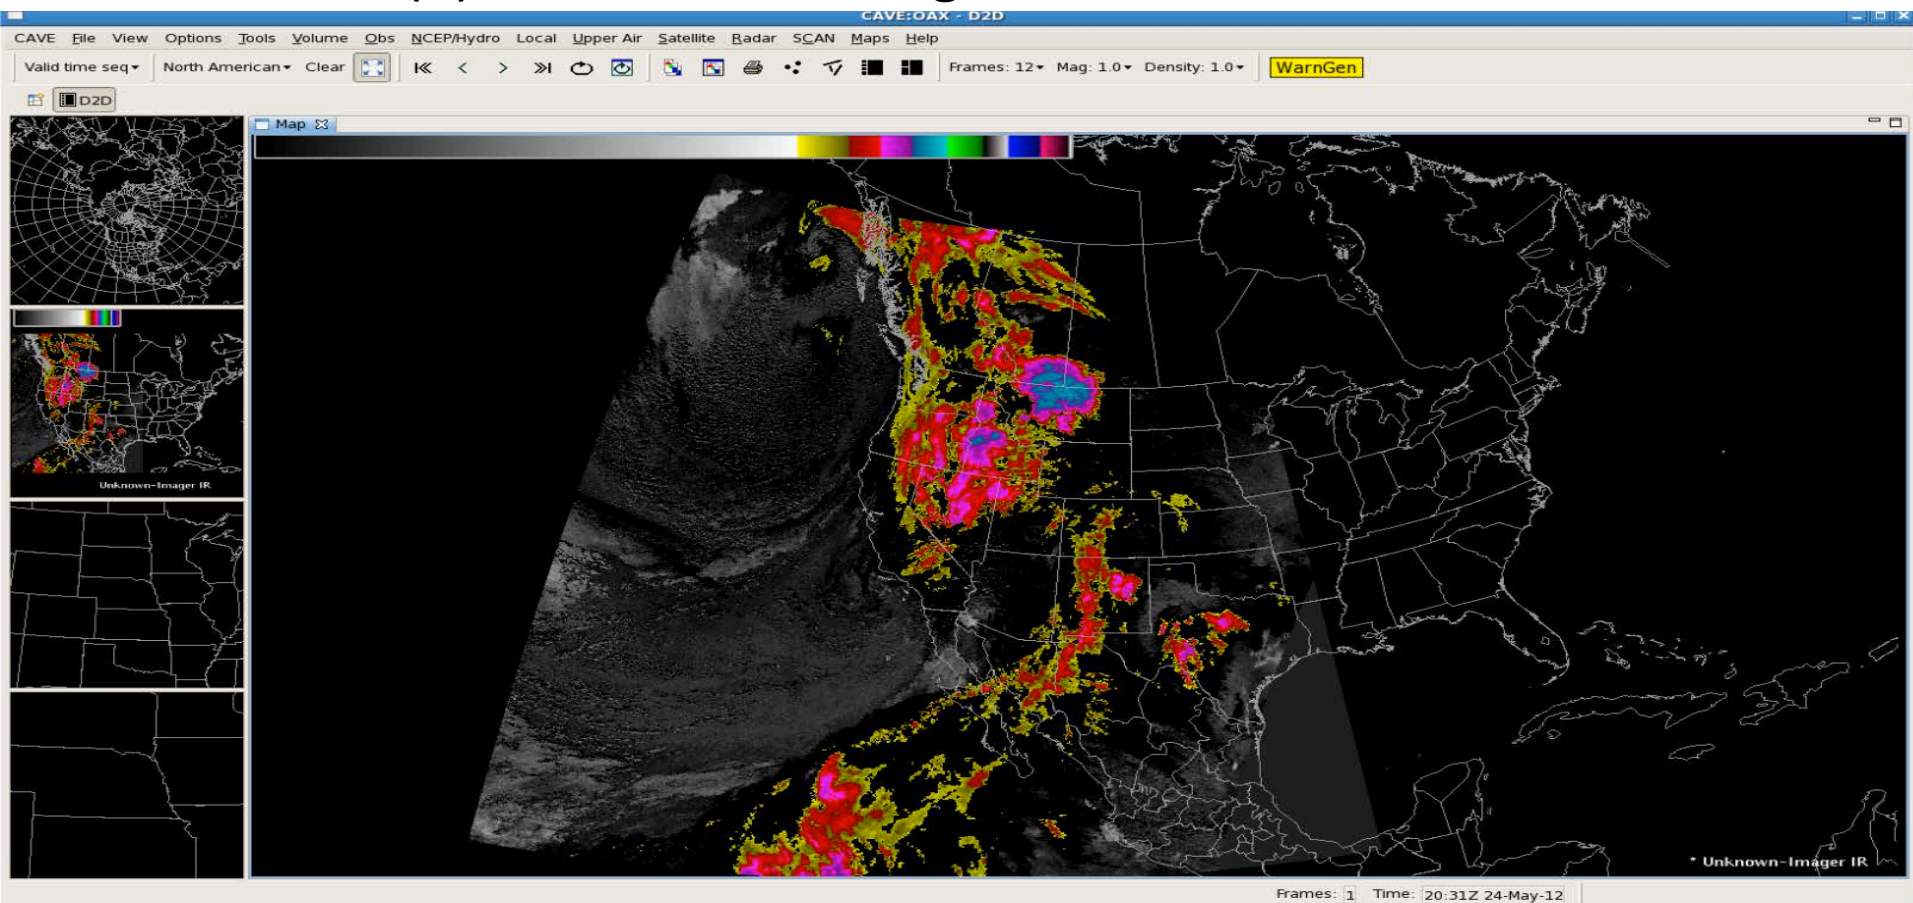 CAVE:OAX - D2D
CAVE File View Options Tools Volume Obs NCEP/Hydro Local Upper Air Satellite Radar SCAN Maps Help
Valid time seq North American Clear Frames: 12 Mag: 1.0 Density: 1.0 WarnGen
D2D
Map
Unknown-Imager IR
* Unknown-Imager IR
Frames: 1 Time: 20:31Z 24-May-12